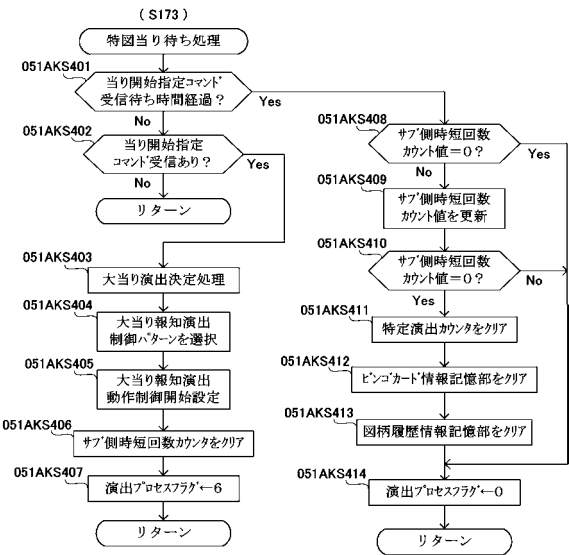 (S173)
特図当り待ち処理
051AKS401
当り開始指定コマンド
受信待ち時間経過?
Yes
No
051AKS402
当り開始指定
コマンド受信あり?
Yes
No
リターン
051AKS403
大当り演出決定処理
051AKS404
大当り報知演出
制御パターンを選択
051AKS405
大当り報知演出
動作制御開始設定
051AKS406
サブ側時短回数カウンタをクリア
051AKS407
演出プロセスフラグ←6
リターン
051AKS408
サブ側時短回数
カウント値=0?
Yes
No
051AKS409
サブ側時短回数
カウント値を更新
051AKS410
サブ側時短回数
カウント値=0?
No
Yes
051AKS411
特定演出カウンタをクリア
051AKS412
ビンゴカード情報記憶部をクリア
051AKS413
図柄履歴情報記憶部をクリア
051AKS414
演出プロセスフラグ←0
リターン